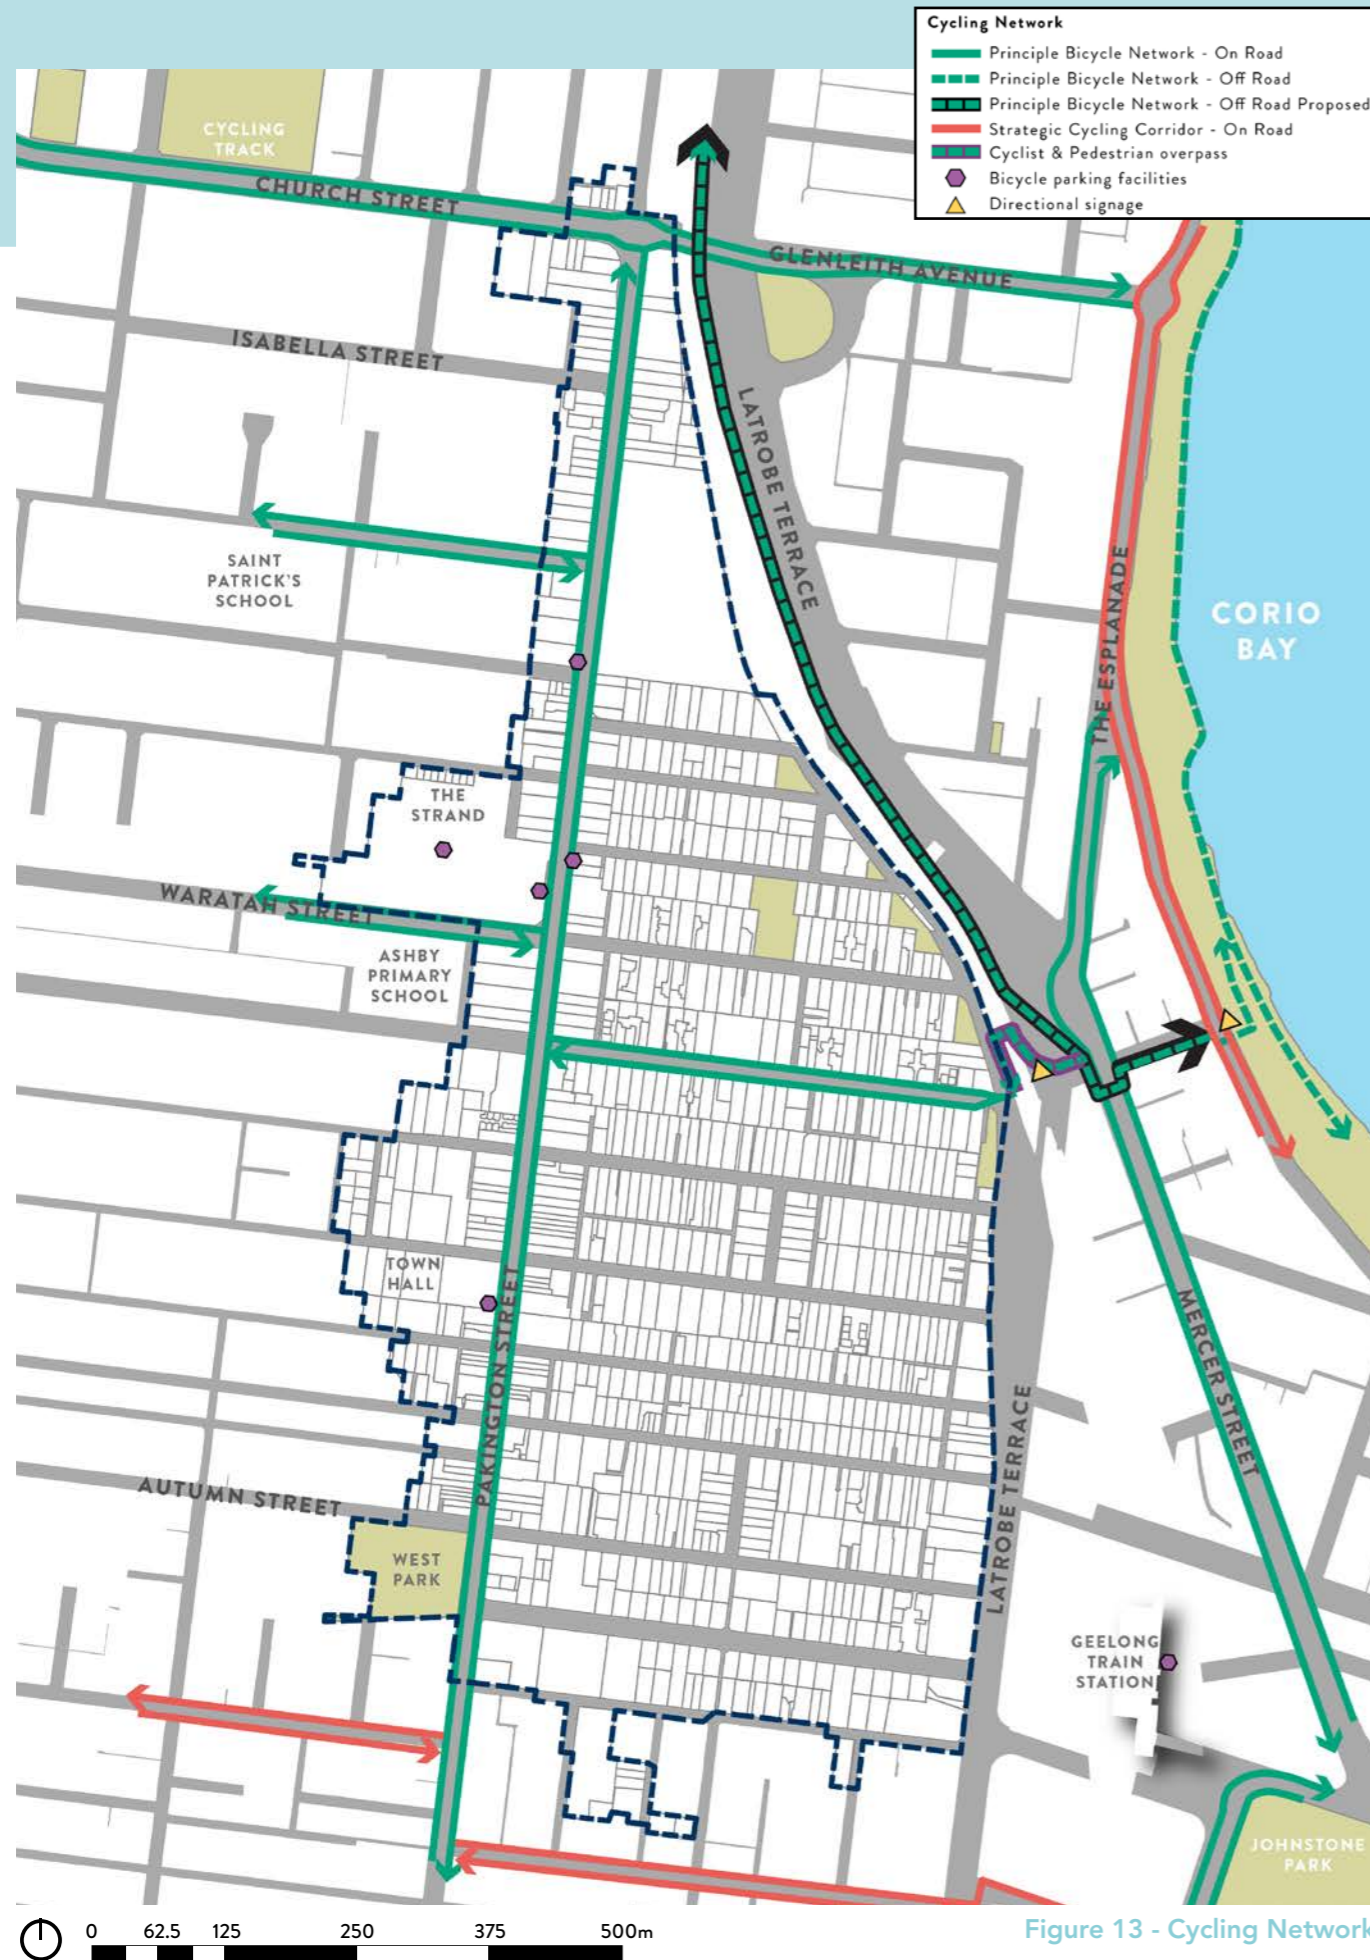 Cycling Network
Principle Bicycle Network - On Road
Principle Bicycle Network - Off Road
Principle Bicycle Network - Off Road Proposed
Strategic Cycling Corridor - On Road
Cyclist & Pedestrian overpass
Bicycle parking facilities
Directional signage
CYCLING
TRACK
CHURCH STREET
GLENLEITH AVENUE
ISABELLA STREET
LATROBE TERRACE
SAINT
PATRICK'S
SCHOOL
THE ESPLANADE
CORIO
BAY
THE
STRAND
WARATAH STREET
ASHBY
PRIMARY
SCHOOL
TOWN
HALL
PAKINGTON STREET
MERCER STREET
LATROBE TERRACE
AUTUMN STREET
WEST
PARK
GEELONG
TRAIN
STATION
JOHNSTONE
PARK
0 62.5 125 250 375 500m
Figure 13 - Cycling Network